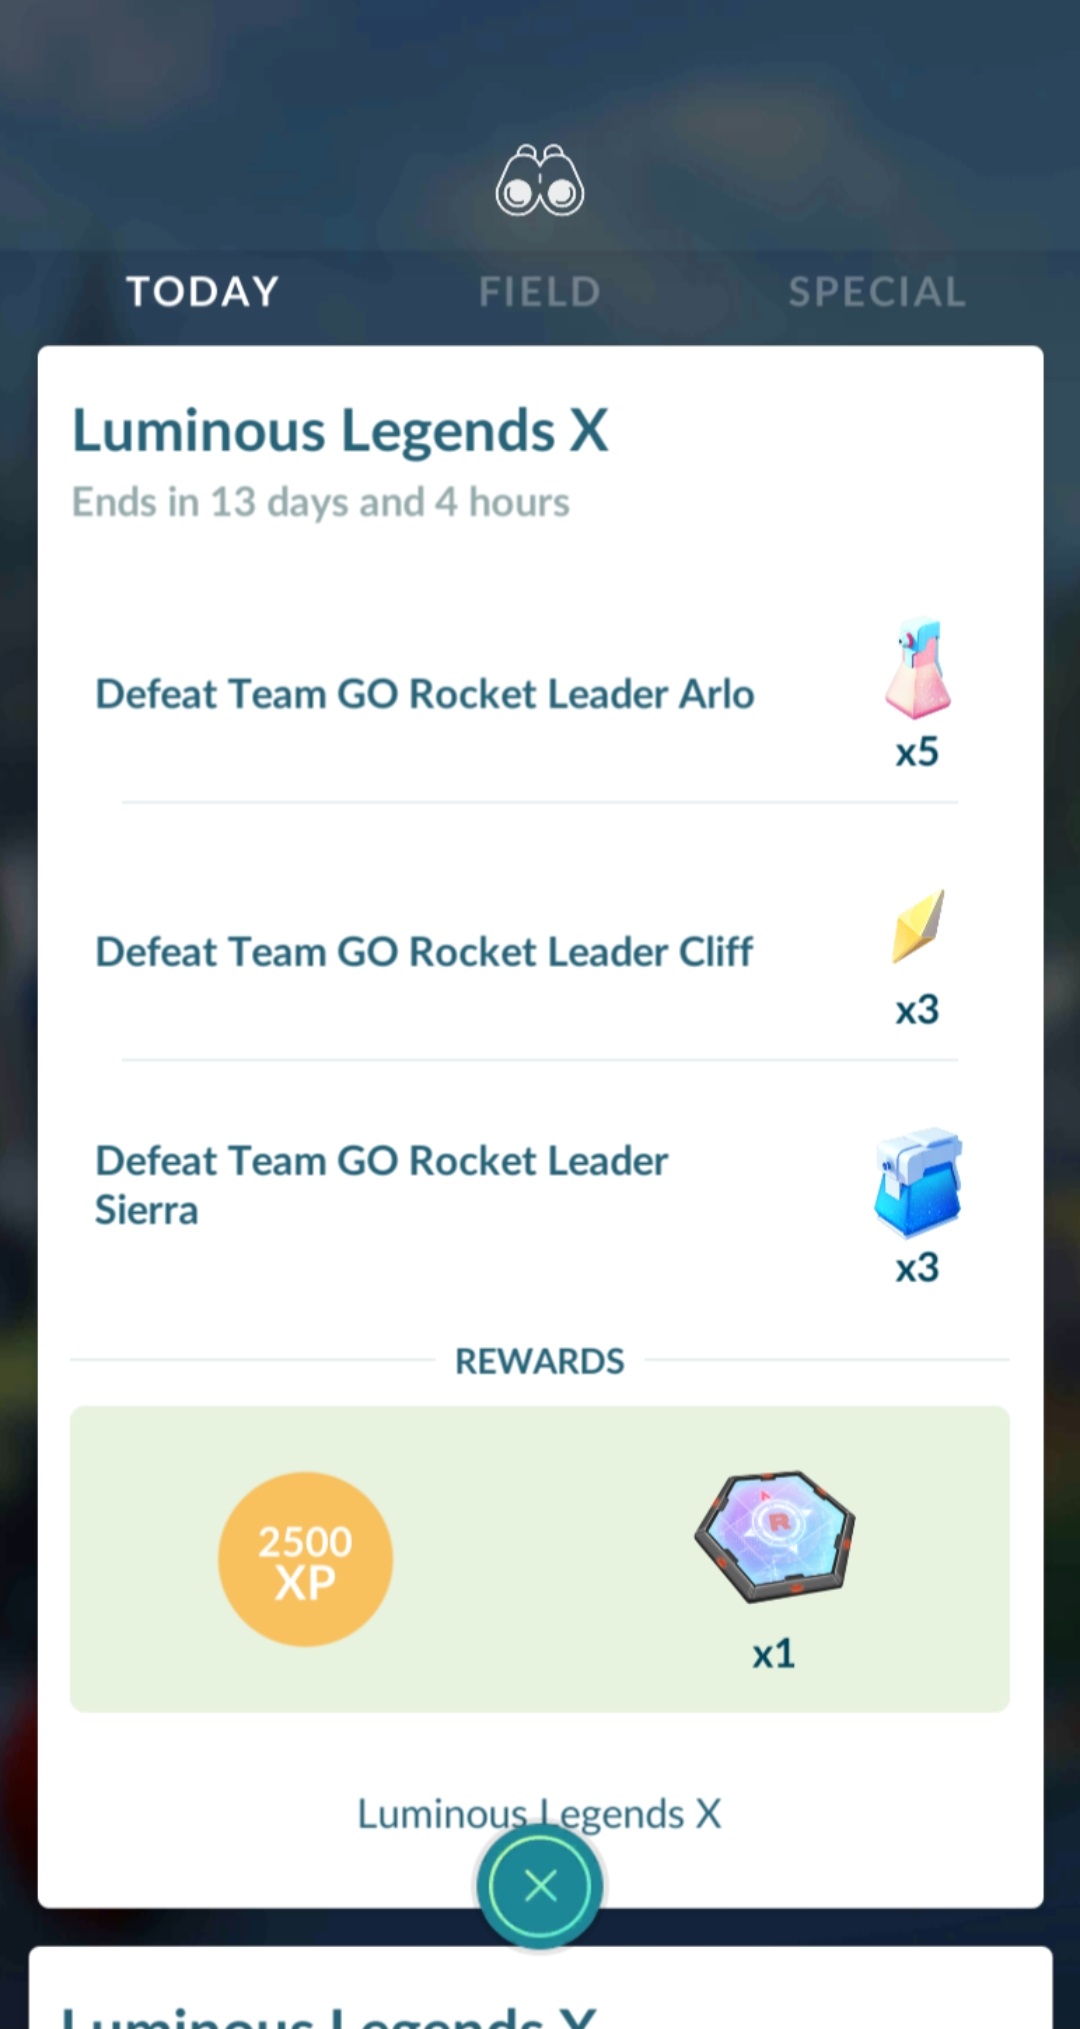 TODAY
FIELD
SPECIAL
Luminous Legends X
Ends in 13 days and 4 hours
Defeat Team GO Rocket Leader Arlo
x5
Defeat Team GO Rocket Leader Cliff
x3
Defeat Team GO Rocket Leader
Sierra
x3
REWARDS
2500
XP
R
x1
Luminous Legends X
Luminous Legends X